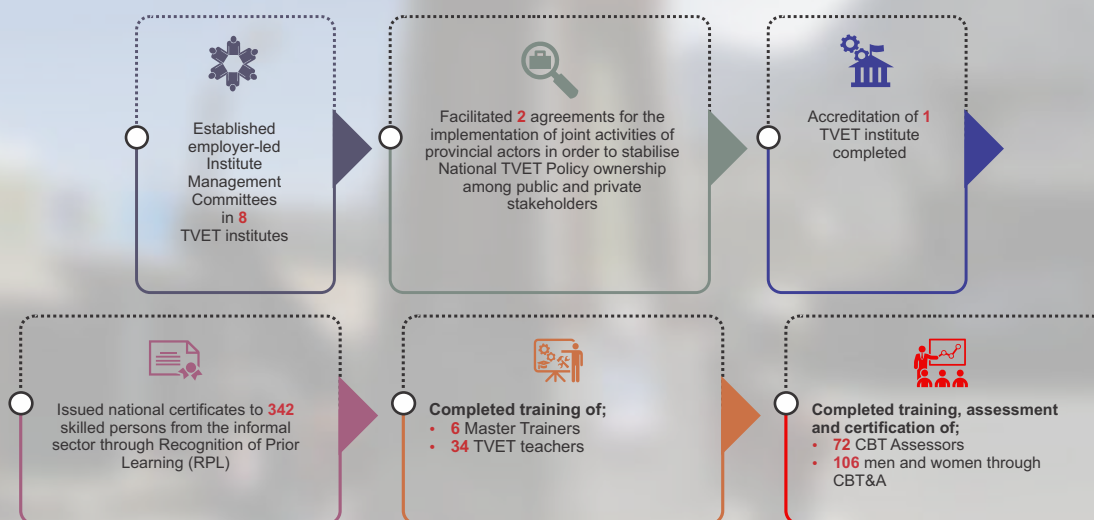 Established
employer-led
Institute
Management
Committees
in 8
TVET institutes
Facilitated 2 agreements for the
implementation of joint activities of
provincial actors in order to stabilise
National TVET Policy ownership
among public and private
stakeholders
Accreditation of 1
TVET institute
completed
Issued national certificates to 342
skilled persons from the informal
sector through Recognition of Prior
Learning (RPL)
Completed training of;
• 6 Master Trainers
• 34 TVET teachers
Completed training, assessment
and certification of;
• 72 CBT Assessors
• 106 men and women through
CBT&A